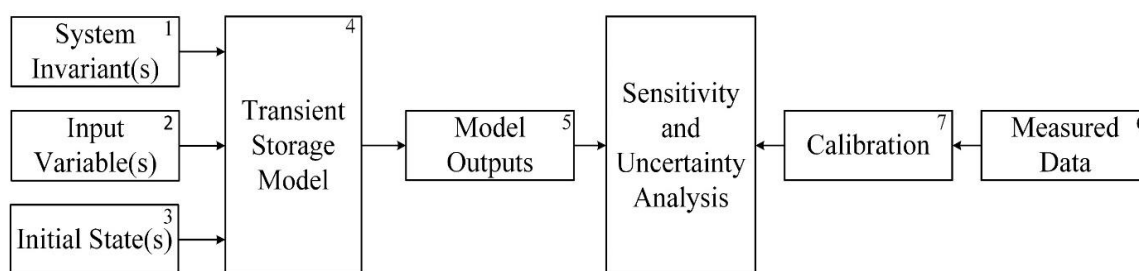 1
System
Invariant(s)
2
Input
Variable(s)
3
Initial State(s)
4
Transient
Storage
Model
5
Model
Outputs
Sensitivity
and
Uncertainty
Analysis
7
Calibration
Measured
Data